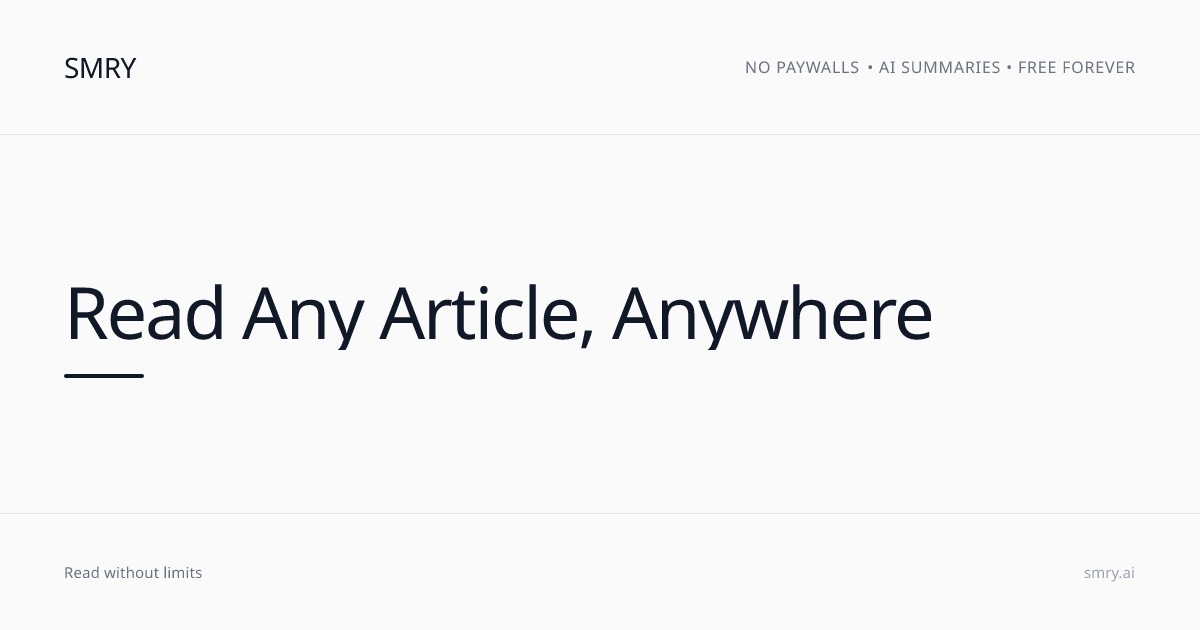 SMRY
NO PAYWALLS • AI SUMMARIES • FREE FOREVER
Read Any Article, Anywhere
Read without limits
smry.ai